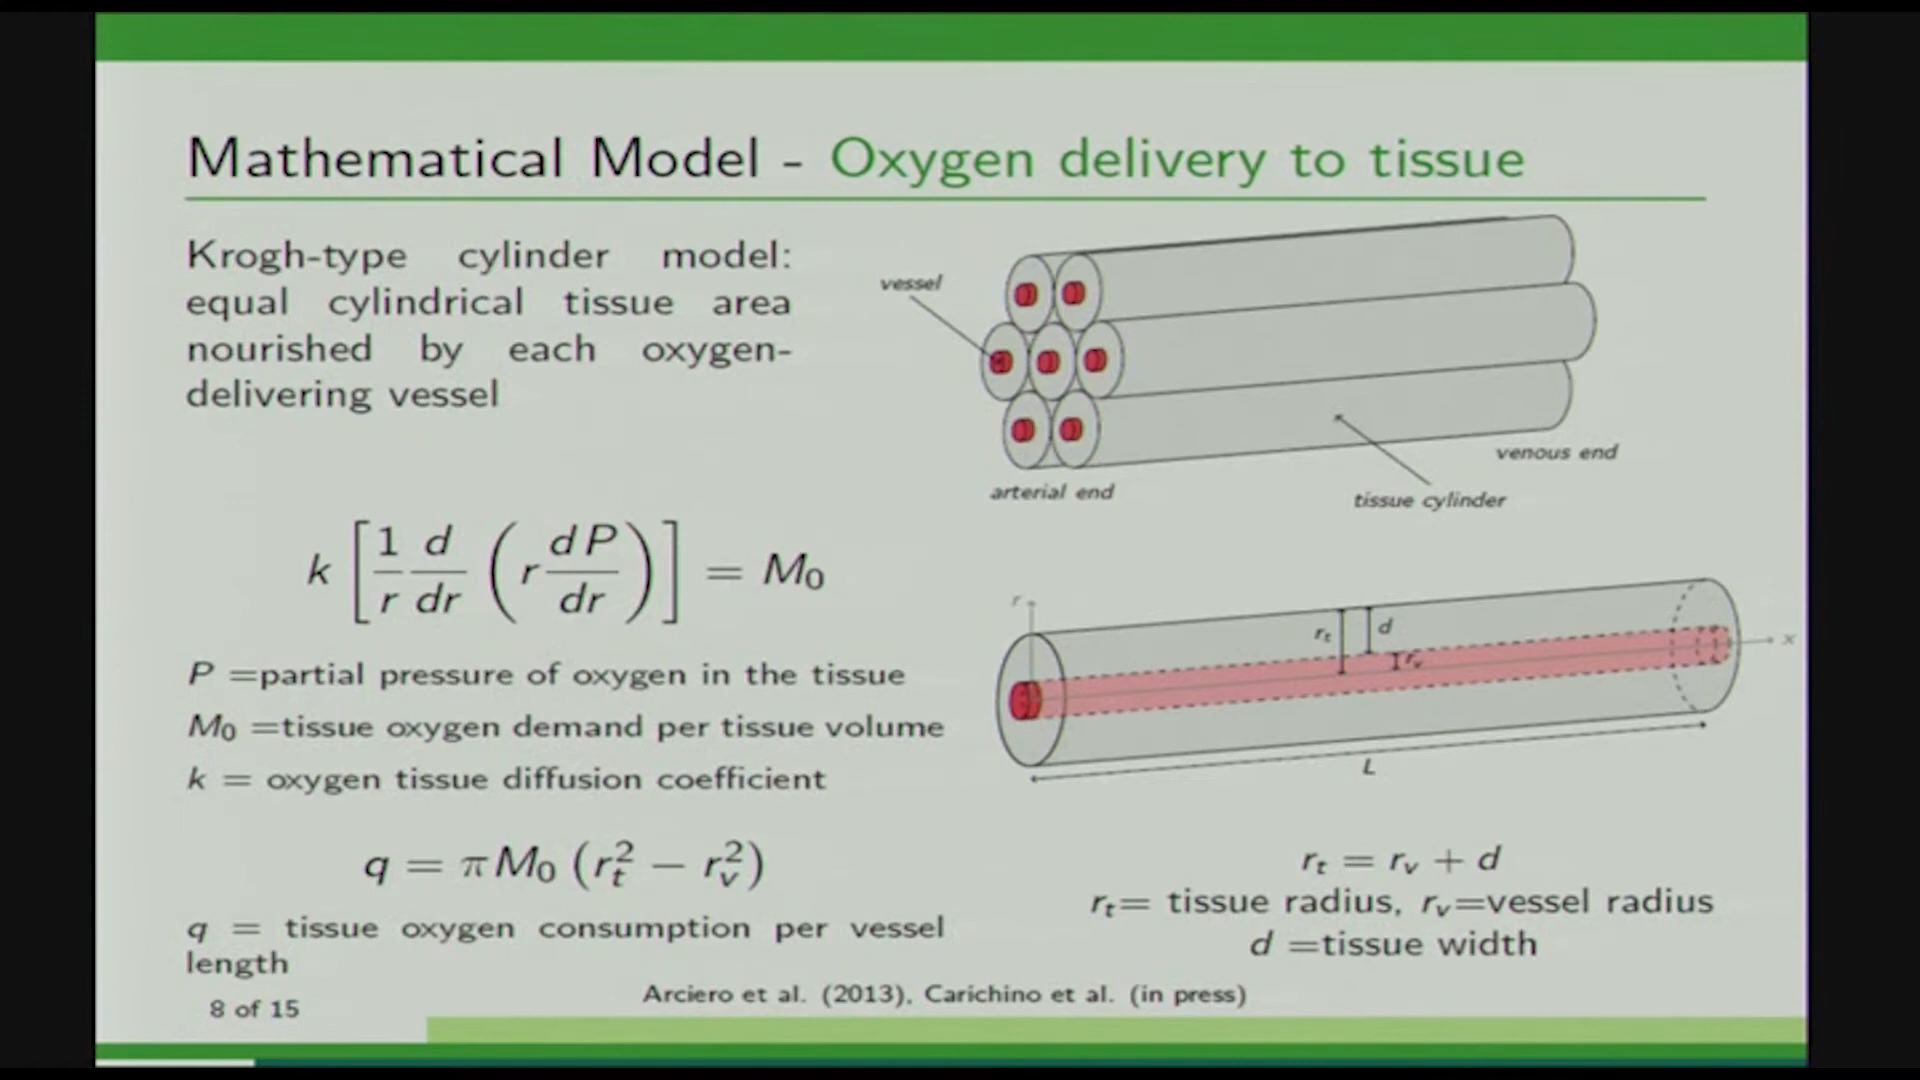 Mathematical Model - Oxygen delivery to tissue
Krogh-type cylinder model:
equal cylindrical tissue area
nourished by each oxygen-
delivering vessel
vessel
arterial end
venous end
tissue cylinder
k [ 1/r d/dr ( r dP/dr ) ] = M₀
P =partial pressure of oxygen in the tissue
M₀ =tissue oxygen demand per tissue volume
k = oxygen tissue diffusion coefficient
r
rₜ
d
rᵥ
x
L
q = πM₀ (rₜ² − rᵥ²)
q = tissue oxygen consumption per vessel
length
rₜ = rᵥ + d
rₜ= tissue radius, rᵥ=vessel radius
d =tissue width
Arciero et al. (2013), Carichino et al. (in press)
8 of 15